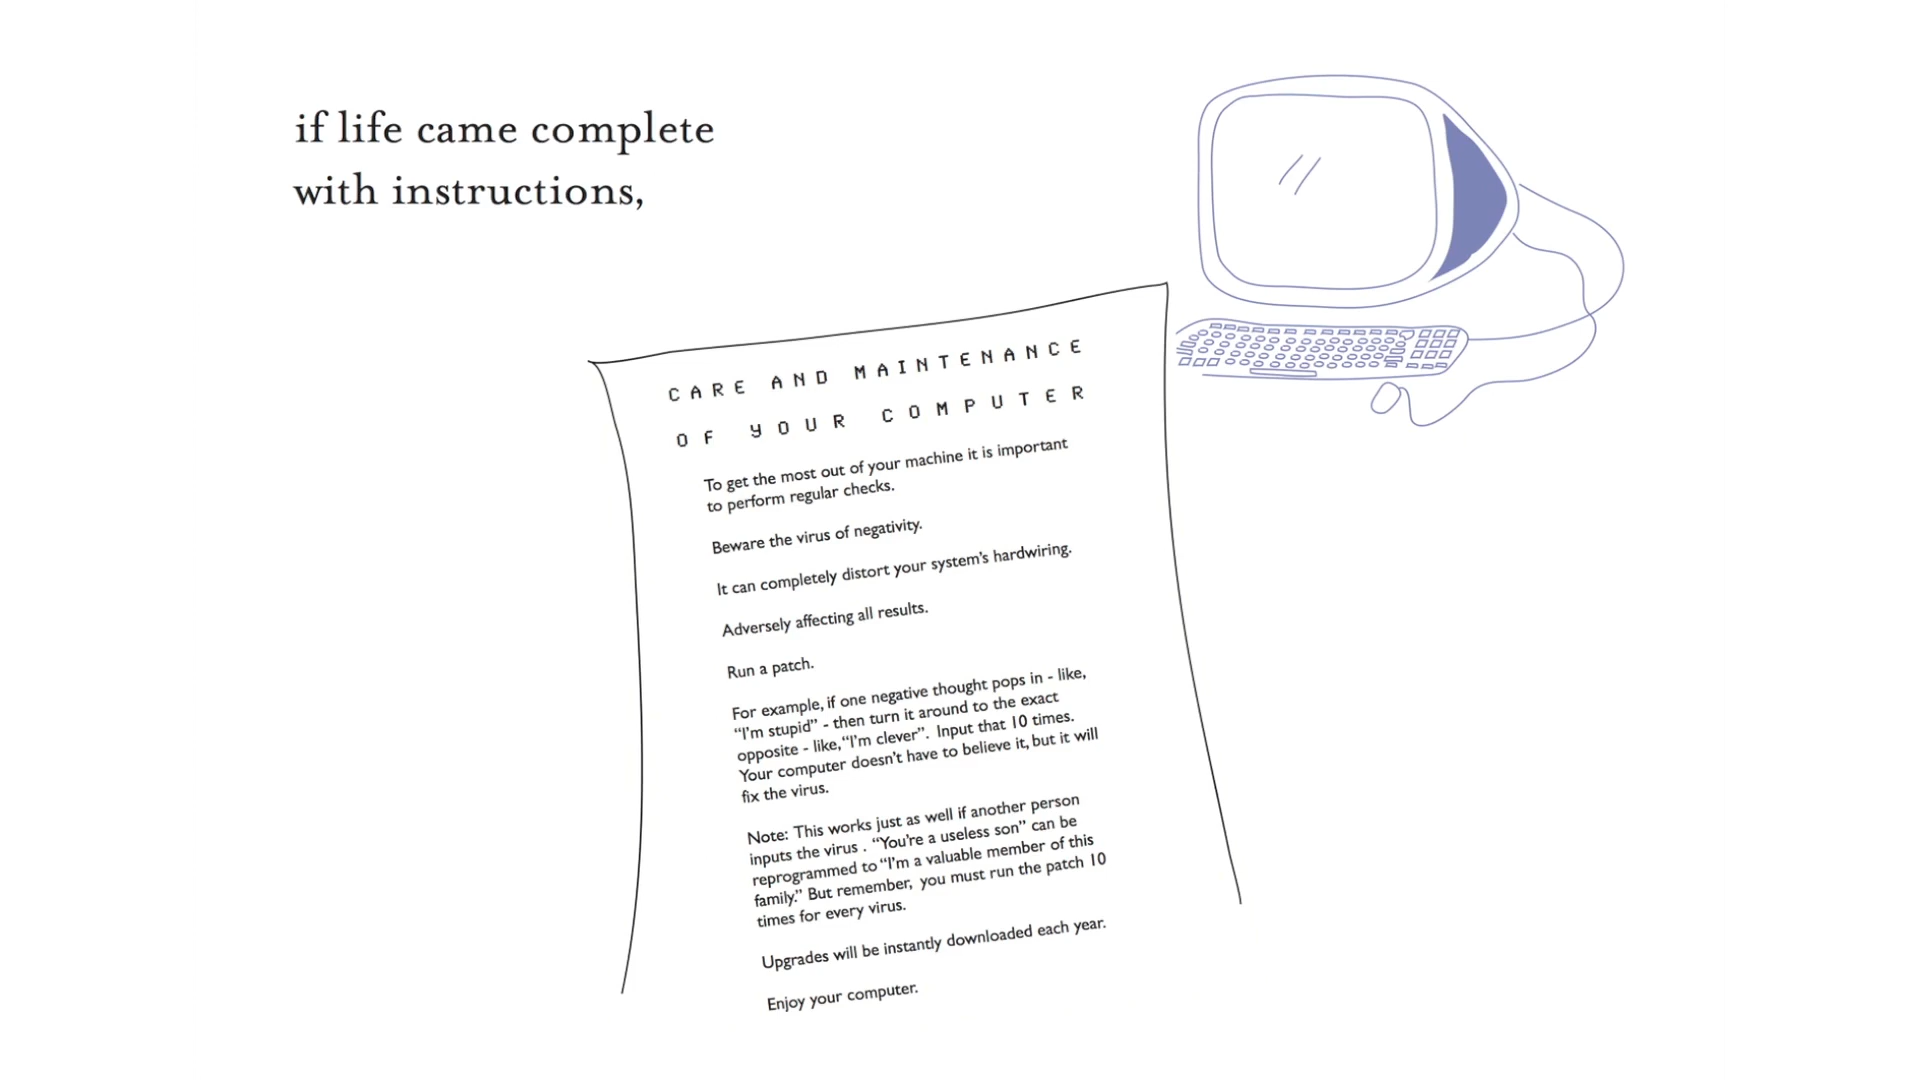 if life came complete
with instructions,
CARE AND MAINTENANCE
OF YOUR COMPUTER
To get the most out of your machine it is important
to perform regular checks.
Beware the virus of negativity.
It can completely distort your system's hardwiring.
Adversely affecting all results.
Run a patch.
For example, if one negative thought pops in - like,
“I'm stupid” - then turn it around to the exact
opposite - like, “I'm clever”. Input that 10 times.
Your computer doesn't have to believe it, but it will
fix the virus.
Note: This works just as well if another person
inputs the virus . “You're a useless son” can be
reprogrammed to “I'm a valuable member of this
family.” But remember, you must run the patch 10
times for every virus.
Upgrades will be instantly downloaded each year.
Enjoy your computer.